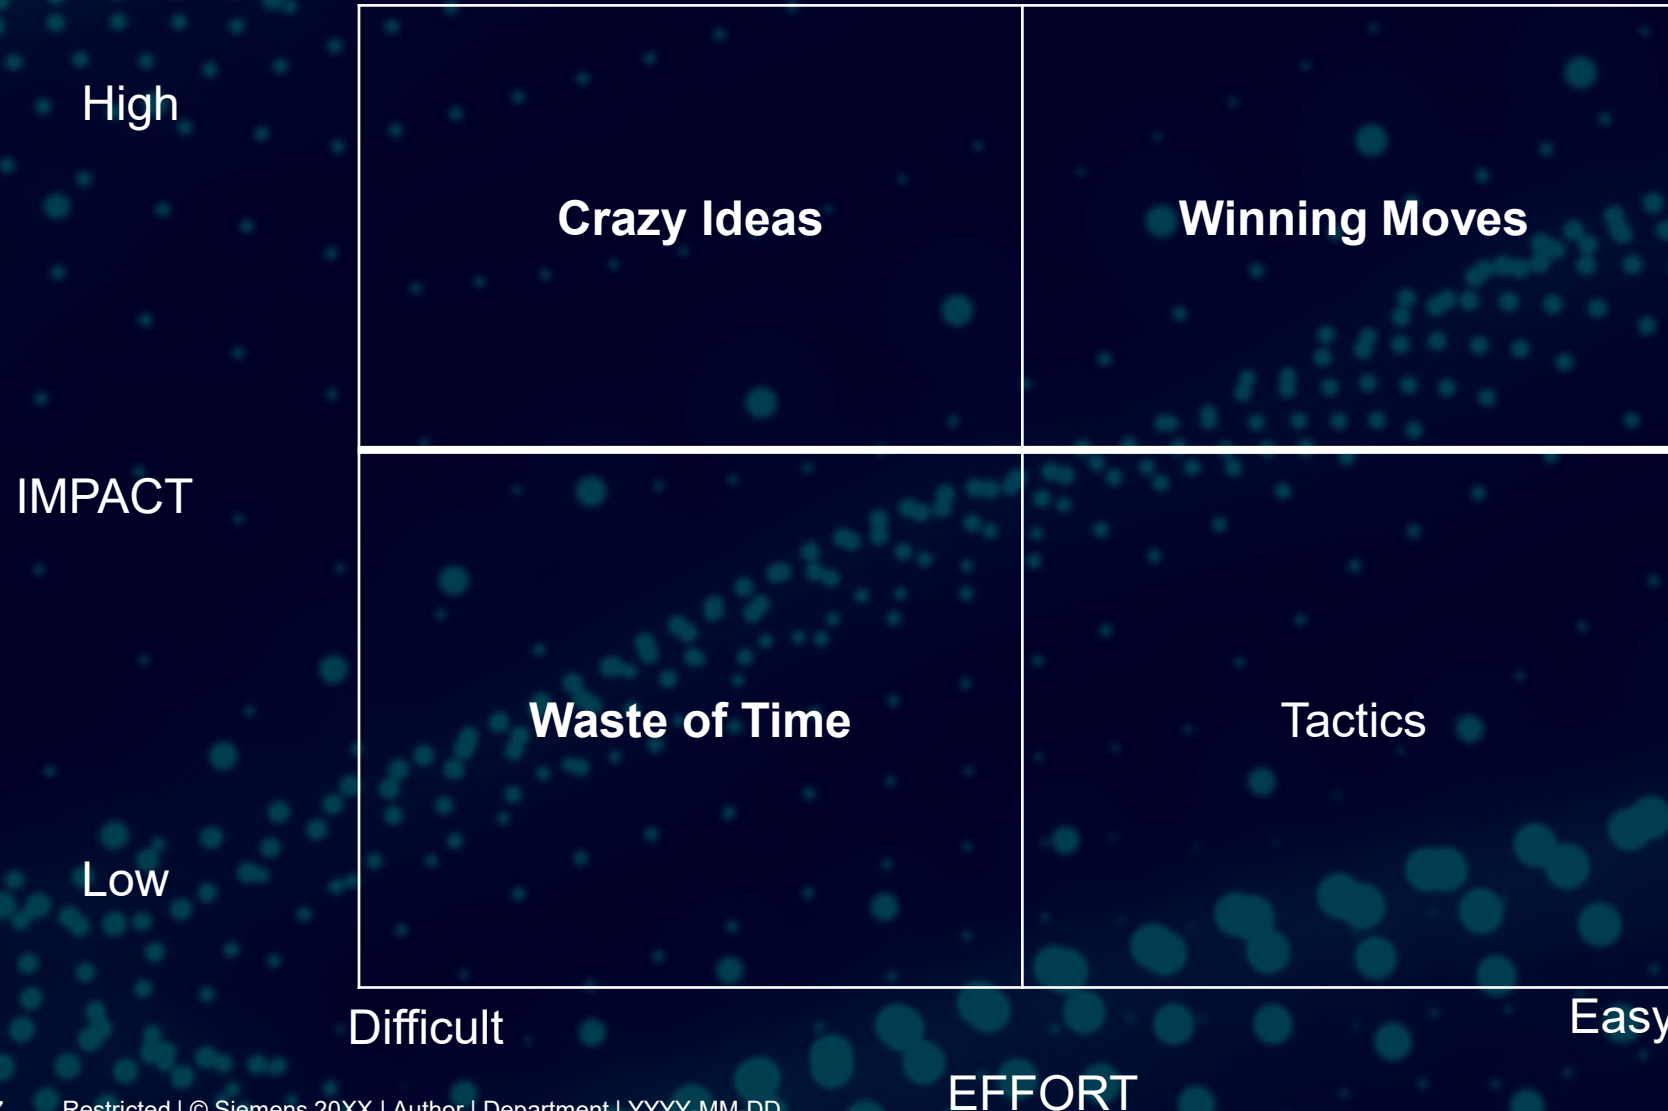 High
Crazy Ideas
Winning Moves
IMPACT
Waste of Time
Tactics
Low
Difficult
Easy
EFFORT
Restricted | © Siemens 20XX | Author | Department | YYYY-MM-DD